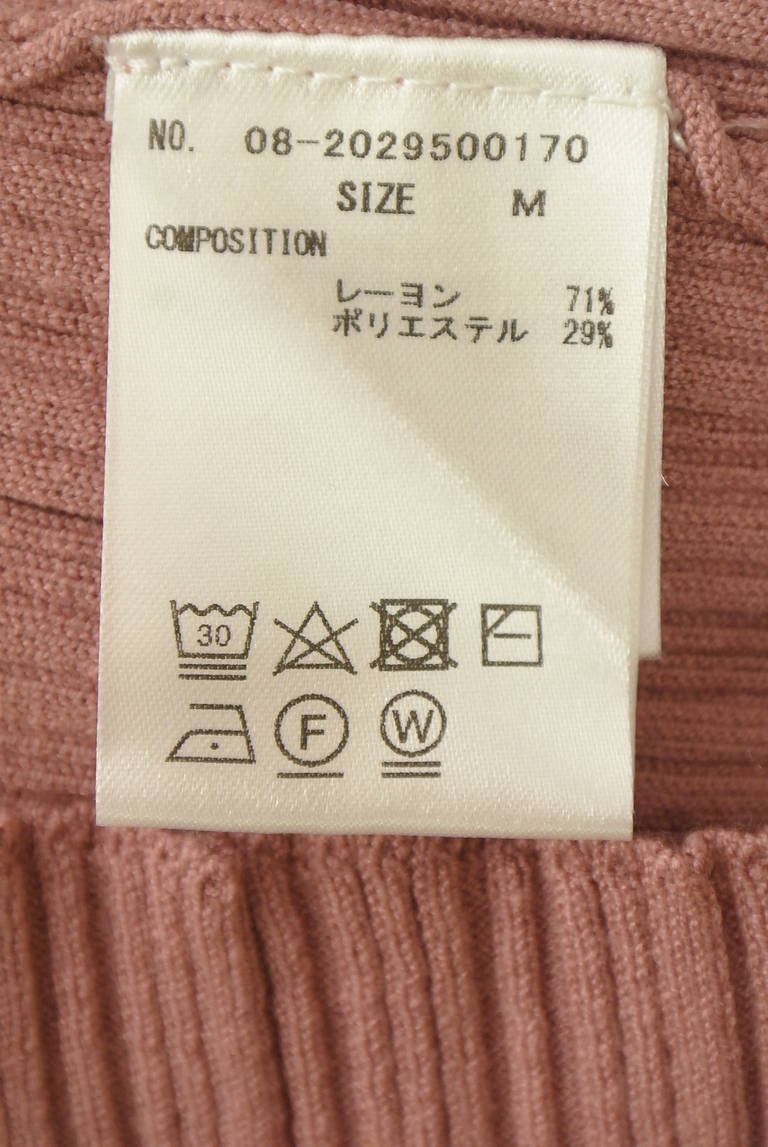 NO. 08-2029500170
SIZE M
COMPOSITION
レーヨン 71%
ポリエステル 29%
30
F
W